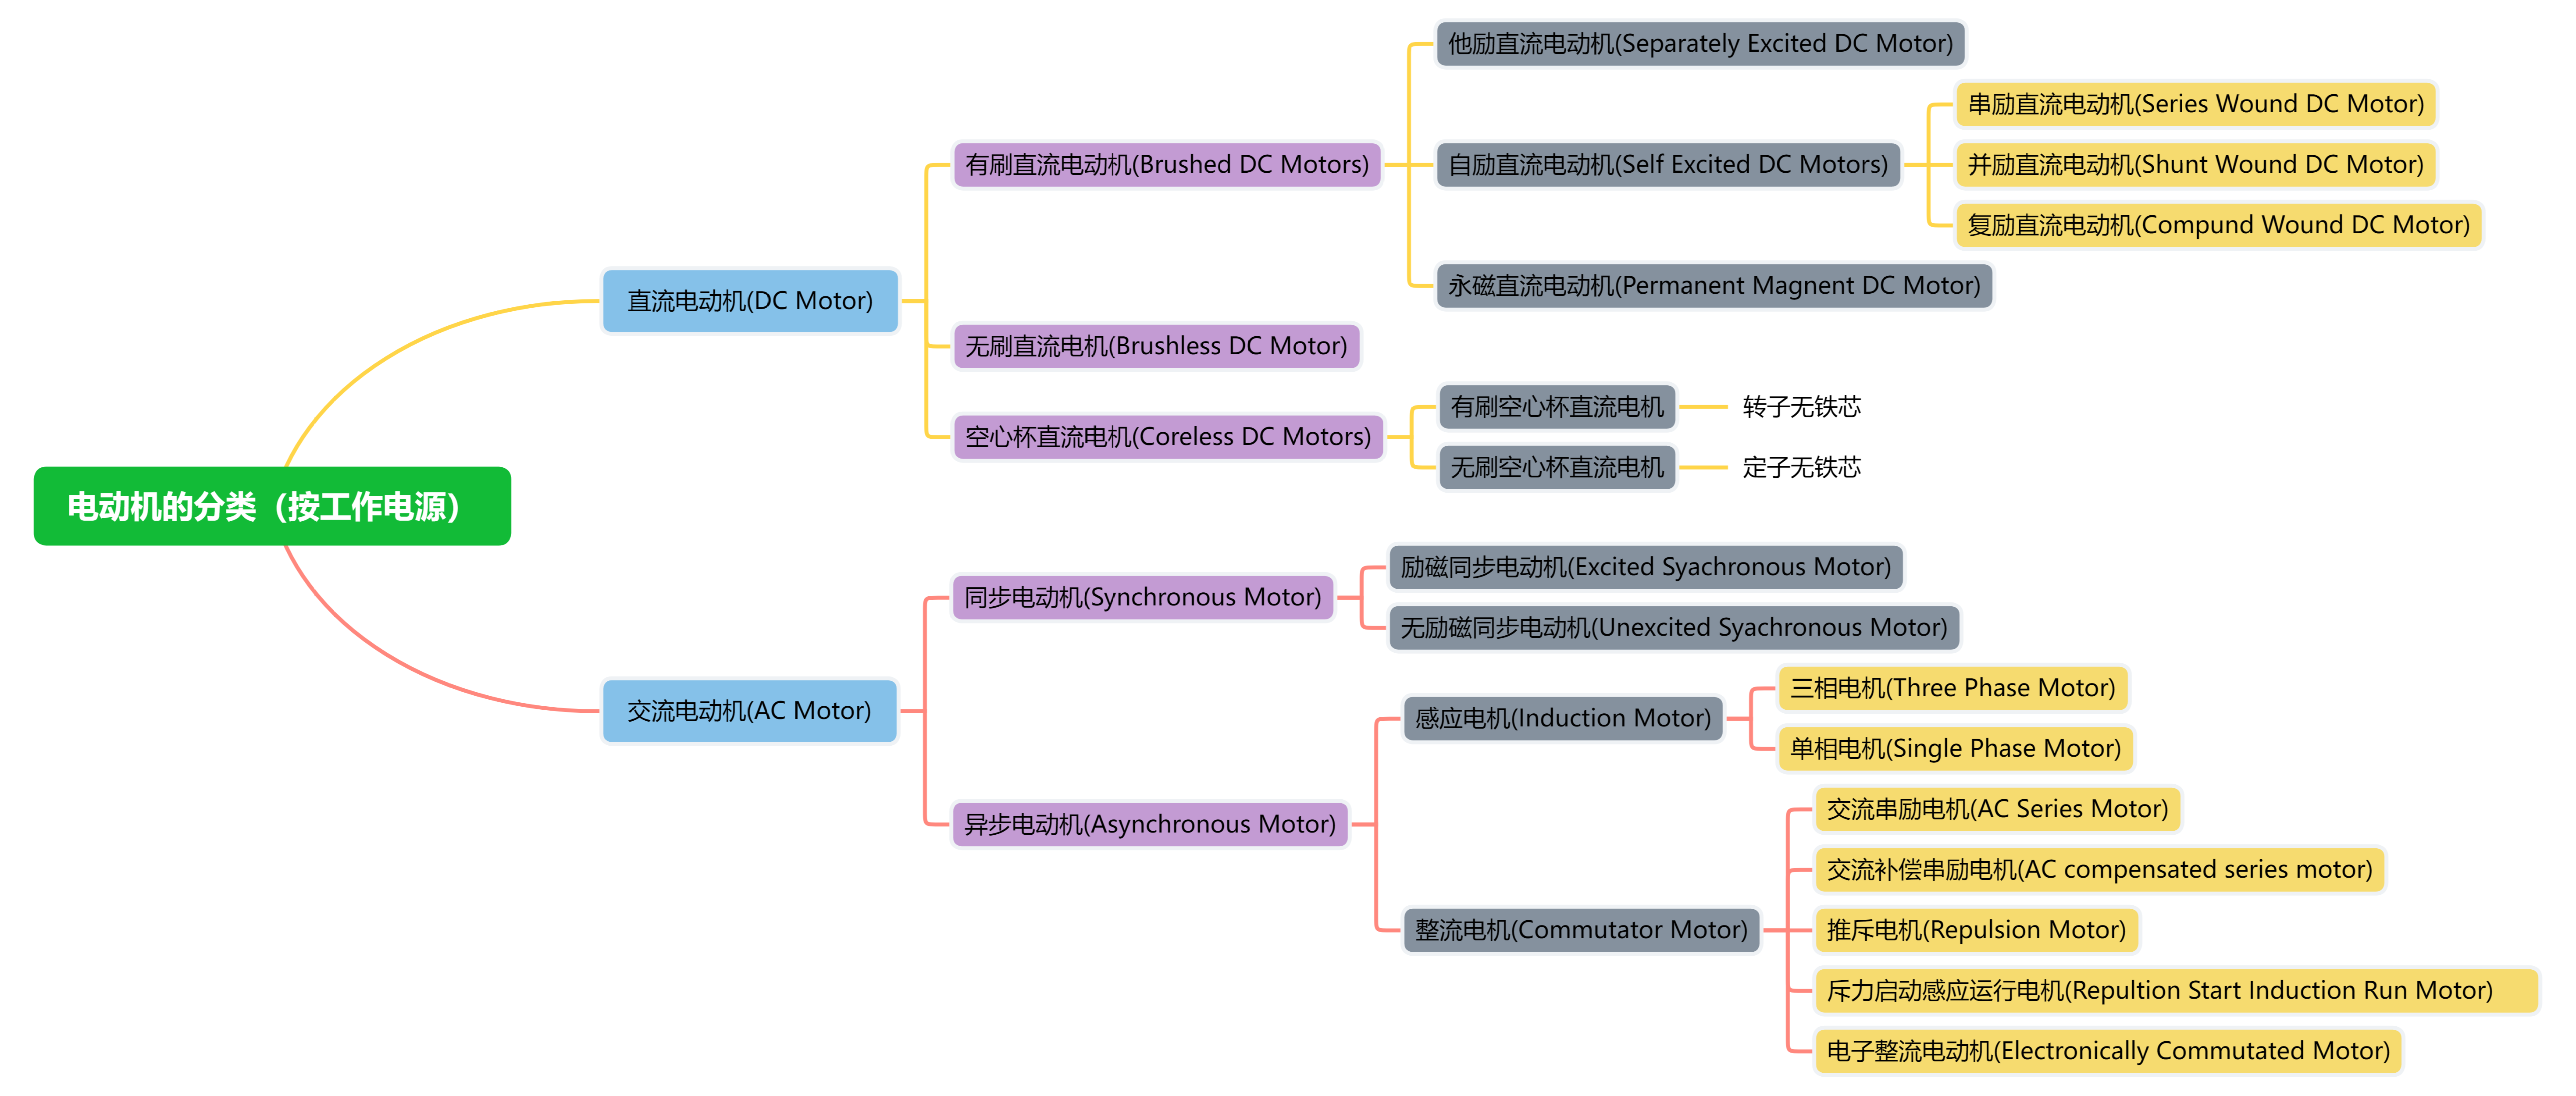 电动机的分类（按工作电源）
直流电动机(DC Motor)
有刷直流电动机(Brushed DC Motors)
他励直流电动机(Separately Excited DC Motor)
自励直流电动机(Self Excited DC Motors)
串励直流电动机(Series Wound DC Motor)
并励直流电动机(Shunt Wound DC Motor)
复励直流电动机(Compund Wound DC Motor)
永磁直流电动机(Permanent Magnent DC Motor)
无刷直流电机(Brushless DC Motor)
空心杯直流电机(Coreless DC Motors)
有刷空心杯直流电机
转子无铁芯
无刷空心杯直流电机
定子无铁芯
交流电动机(AC Motor)
同步电动机(Synchronous Motor)
励磁同步电动机(Excited Syachronous Motor)
无励磁同步电动机(Unexcited Syachronous Motor)
异步电动机(Asynchronous Motor)
感应电机(Induction Motor)
三相电机(Three Phase Motor)
单相电机(Single Phase Motor)
整流电机(Commutator Motor)
交流串励电机(AC Series Motor)
交流补偿串励电机(AC compensated series motor)
推斥电机(Repulsion Motor)
斥力启动感应运行电机(Repultion Start Induction Run Motor)
电子整流电动机(Electronically Commutated Motor)